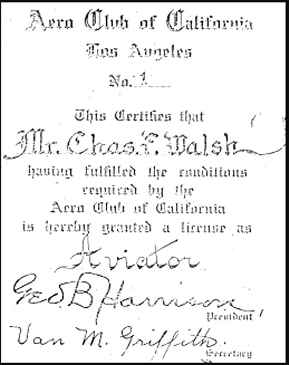 Aero Club of California
Los Angeles
No. 1
This Certifies that
Mr. Chas. F. Walsh
having fulfilled the conditions
required by the
Aero Club of California
is hereby granted a license as
Aviator
Geo B Harrison
President
Van M. Griffith.
Secretary